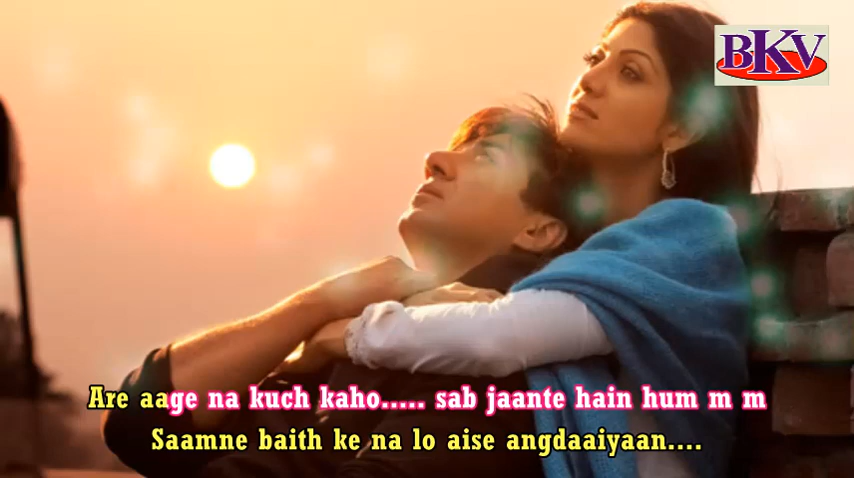 BKV
Are aage na kuch kaho..... sab jaante hain hum m m
Saamne baith ke na lo aise angdaaiyaan....